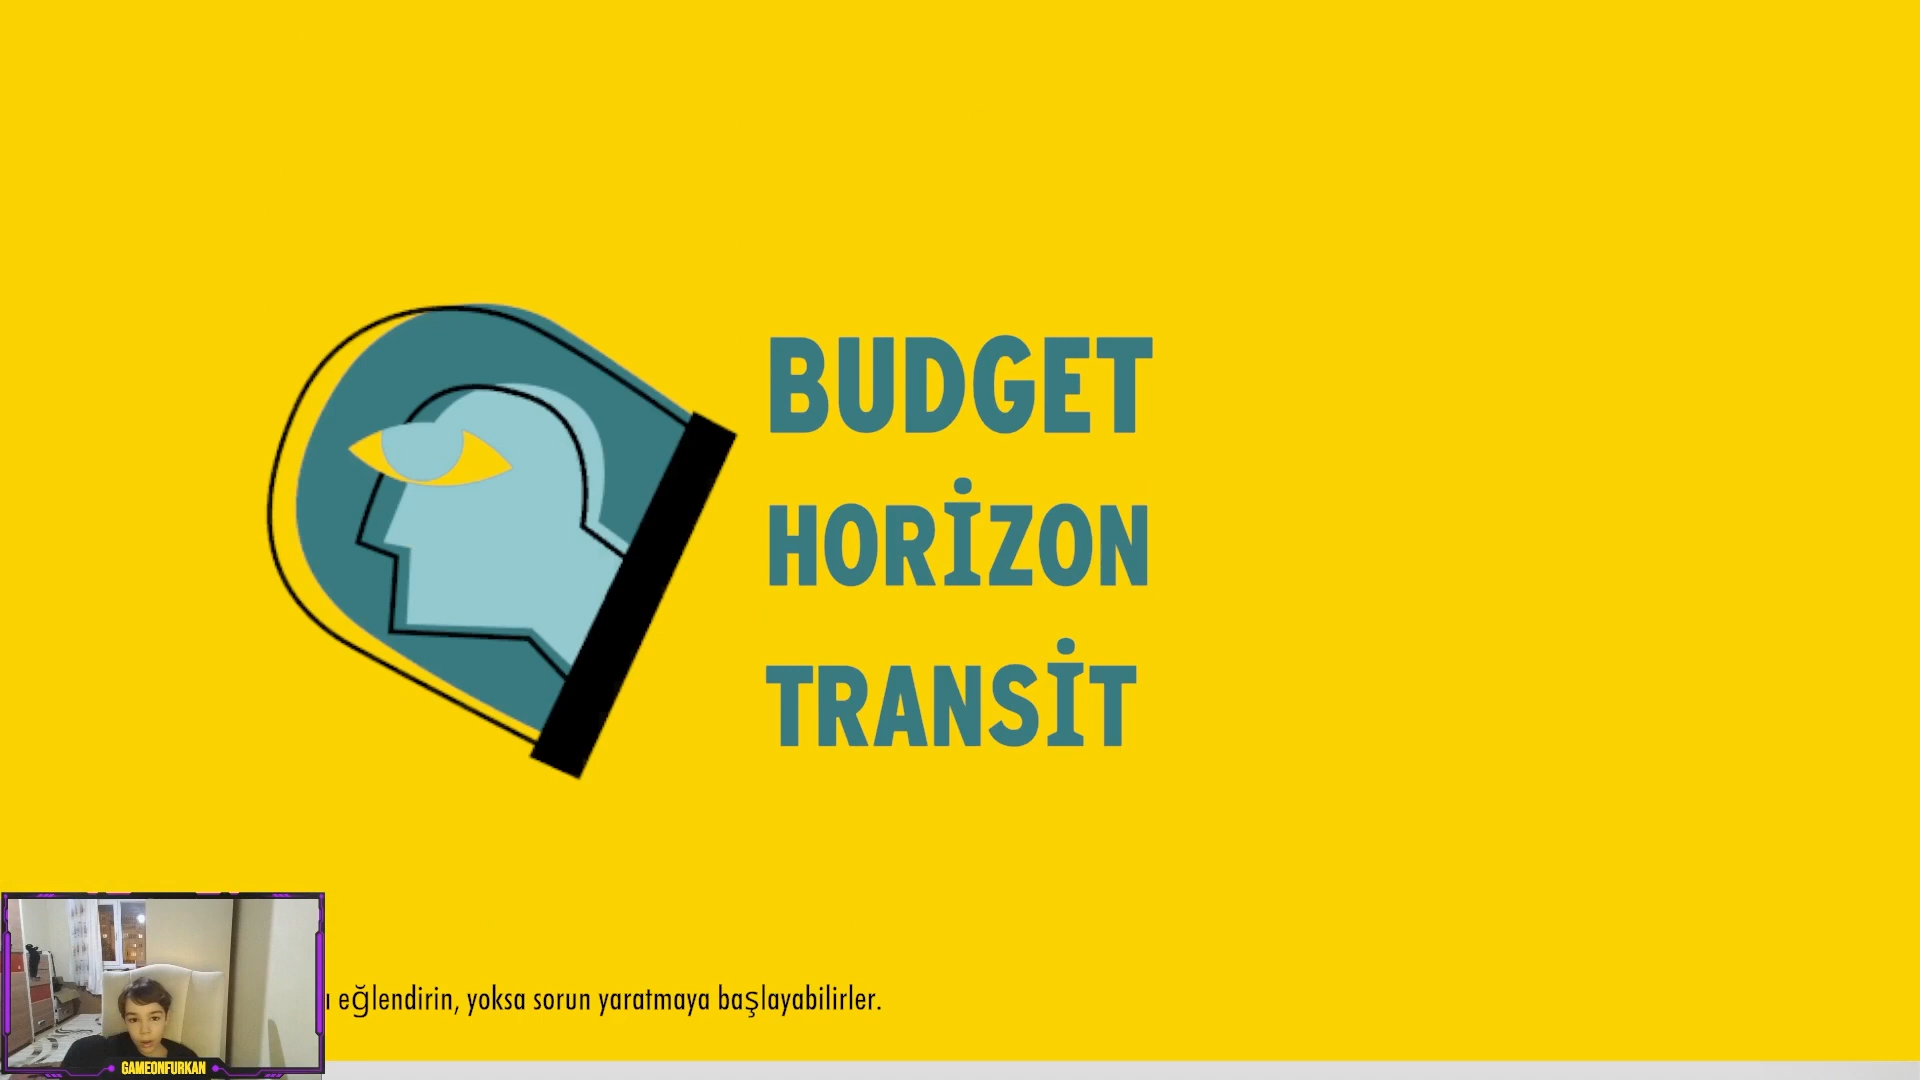 BUDGET
HORİZON
TRANSİT
eğlendirin, yoksa sorun yaratmaya başlayabilirler.
GAMEONFURKAN